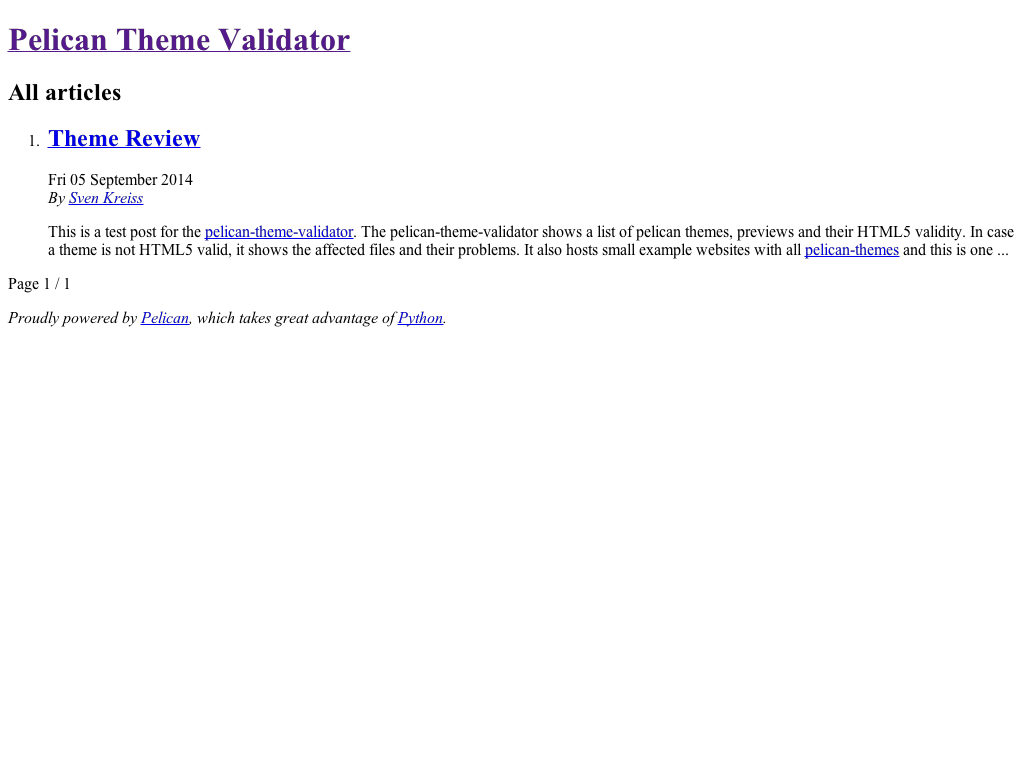 Pelican Theme Validator
All articles
1. Theme Review
Fri 05 September 2014
By Sven Kreiss
This is a test post for the pelican-theme-validator. The pelican-theme-validator shows a list of pelican themes, previews and their HTML5 validity. In case
a theme is not HTML5 valid, it shows the affected files and their problems. It also hosts small example websites with all pelican-themes and this is one ...
Page 1 / 1
Proudly powered by Pelican, which takes great advantage of Python.